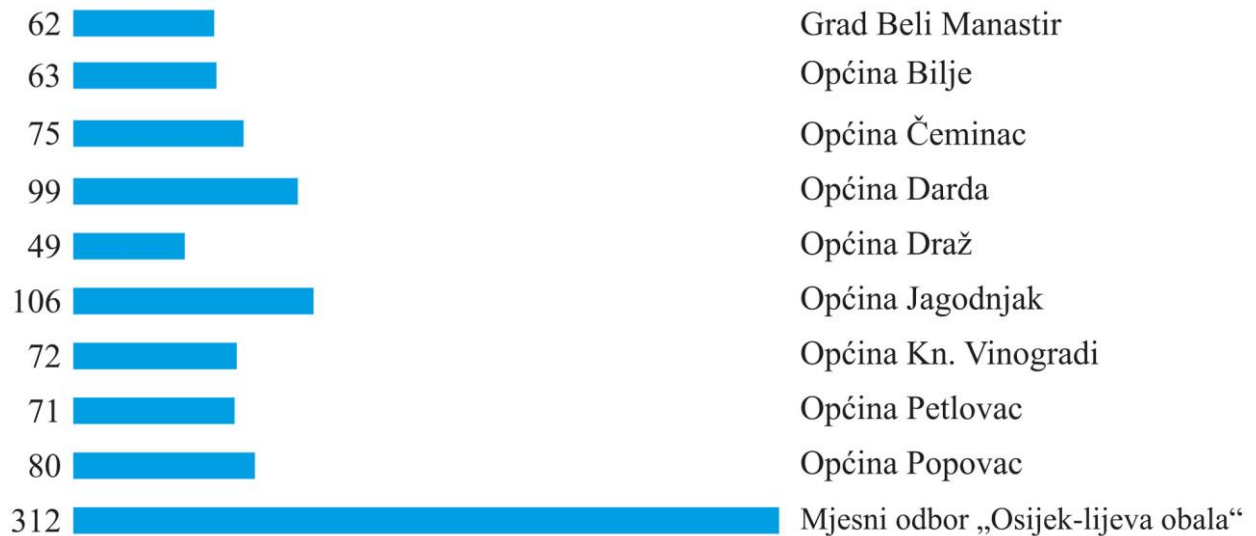 62 Grad Beli Manastir
63 Općina Bilje
75 Općina Čeminac
99 Općina Darda
49 Općina Draž
106 Općina Jagodnjak
72 Općina Kn. Vinogradi
71 Općina Petlovac
80 Općina Popovac
312 Mjesni odbor „Osijek-lijeva obala“